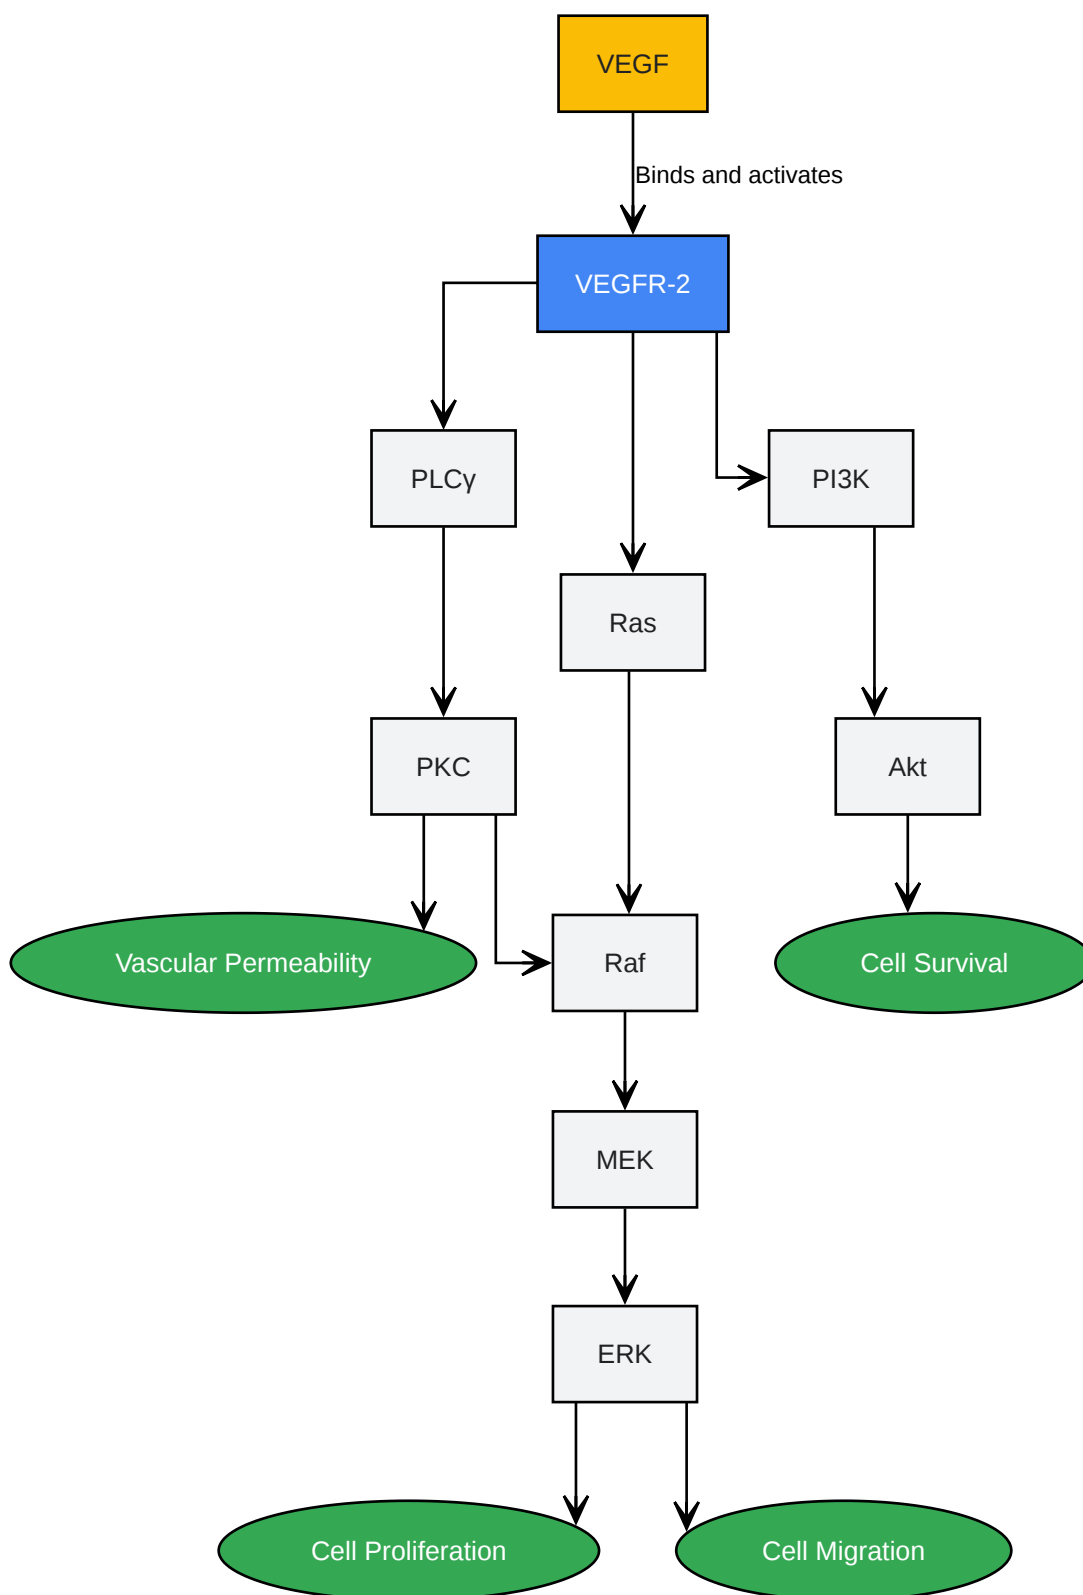 VEGF
Binds and activates
VEGFR-2
PLCγ
PI3K
Ras
PKC
Akt
Vascular Permeability
Raf
Cell Survival
MEK
ERK
Cell Proliferation
Cell Migration